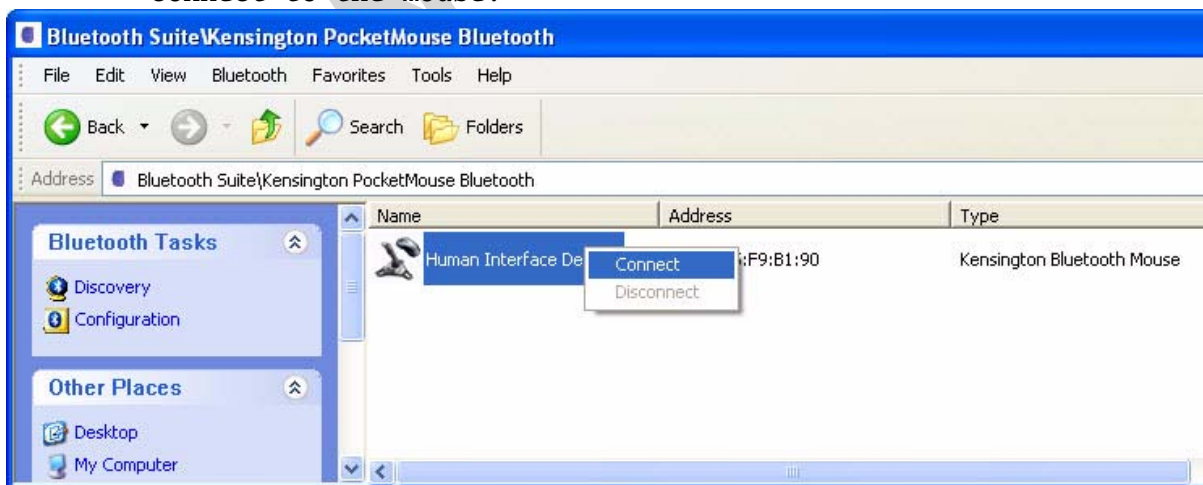 Bluetooth Suite\Kensington PocketMouse Bluetooth
File Edit View Bluetooth Favorites Tools Help
Back Search Folders
Address Bluetooth Suite\Kensington PocketMouse Bluetooth
Name Address Type
Bluetooth Tasks
Discovery
Configuration
Human Interface De :F9:B1:90 Kensington Bluetooth Mouse
Connect
Disconnect
Other Places
Desktop
My Computer